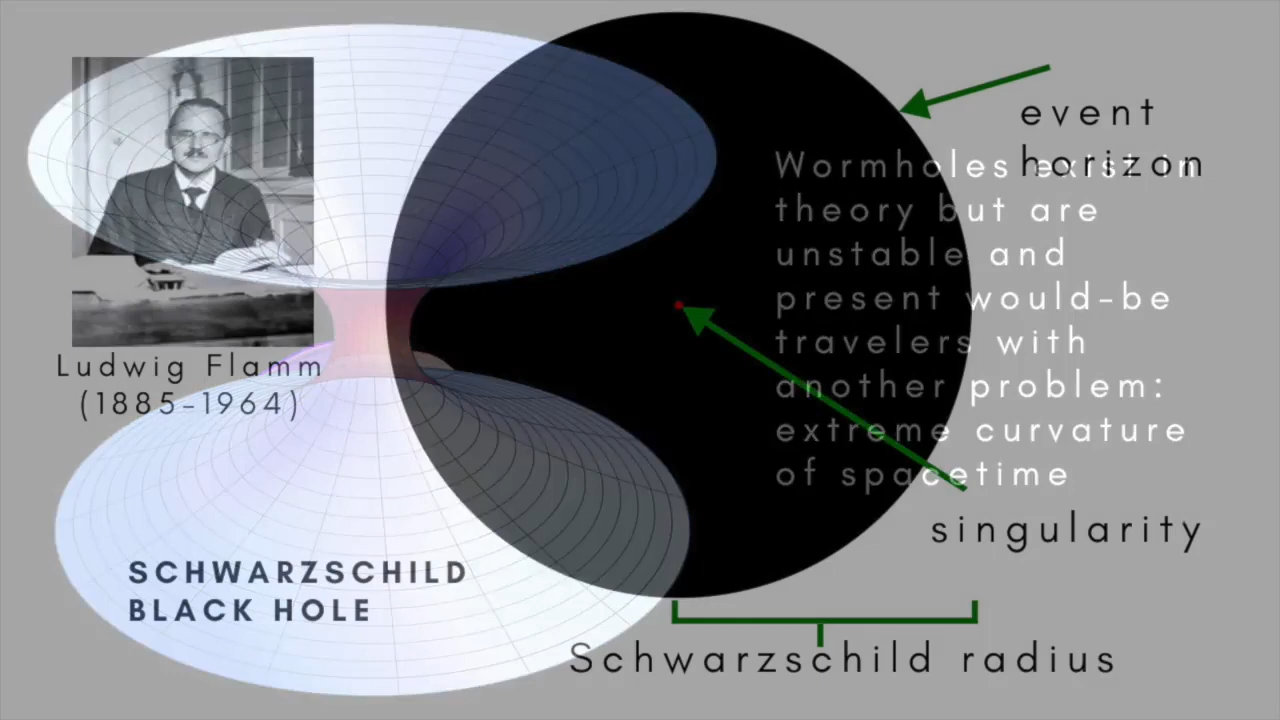 event
horizon
Wormholes exist in
theory but are
unstable and
present would-be
travelers with
another problem:
extreme curvature
of spacetime
Ludwig Flamm
(1885-1964)
singularity
SCHWARZSCHILD
BLACK HOLE
Schwarzschild radius